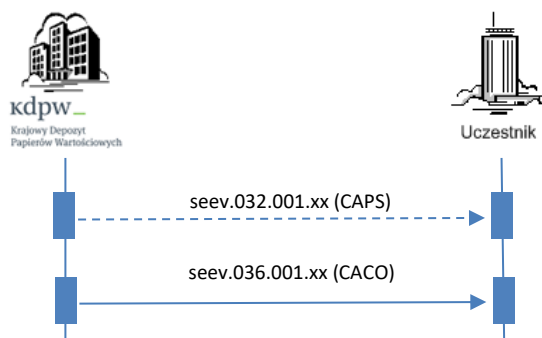 kdpw_
Krajowy Depozyt
Papierów Wartościowych
Uczestnik
seev.032.001.xx (CAPS)
seev.036.001.xx (CACO)